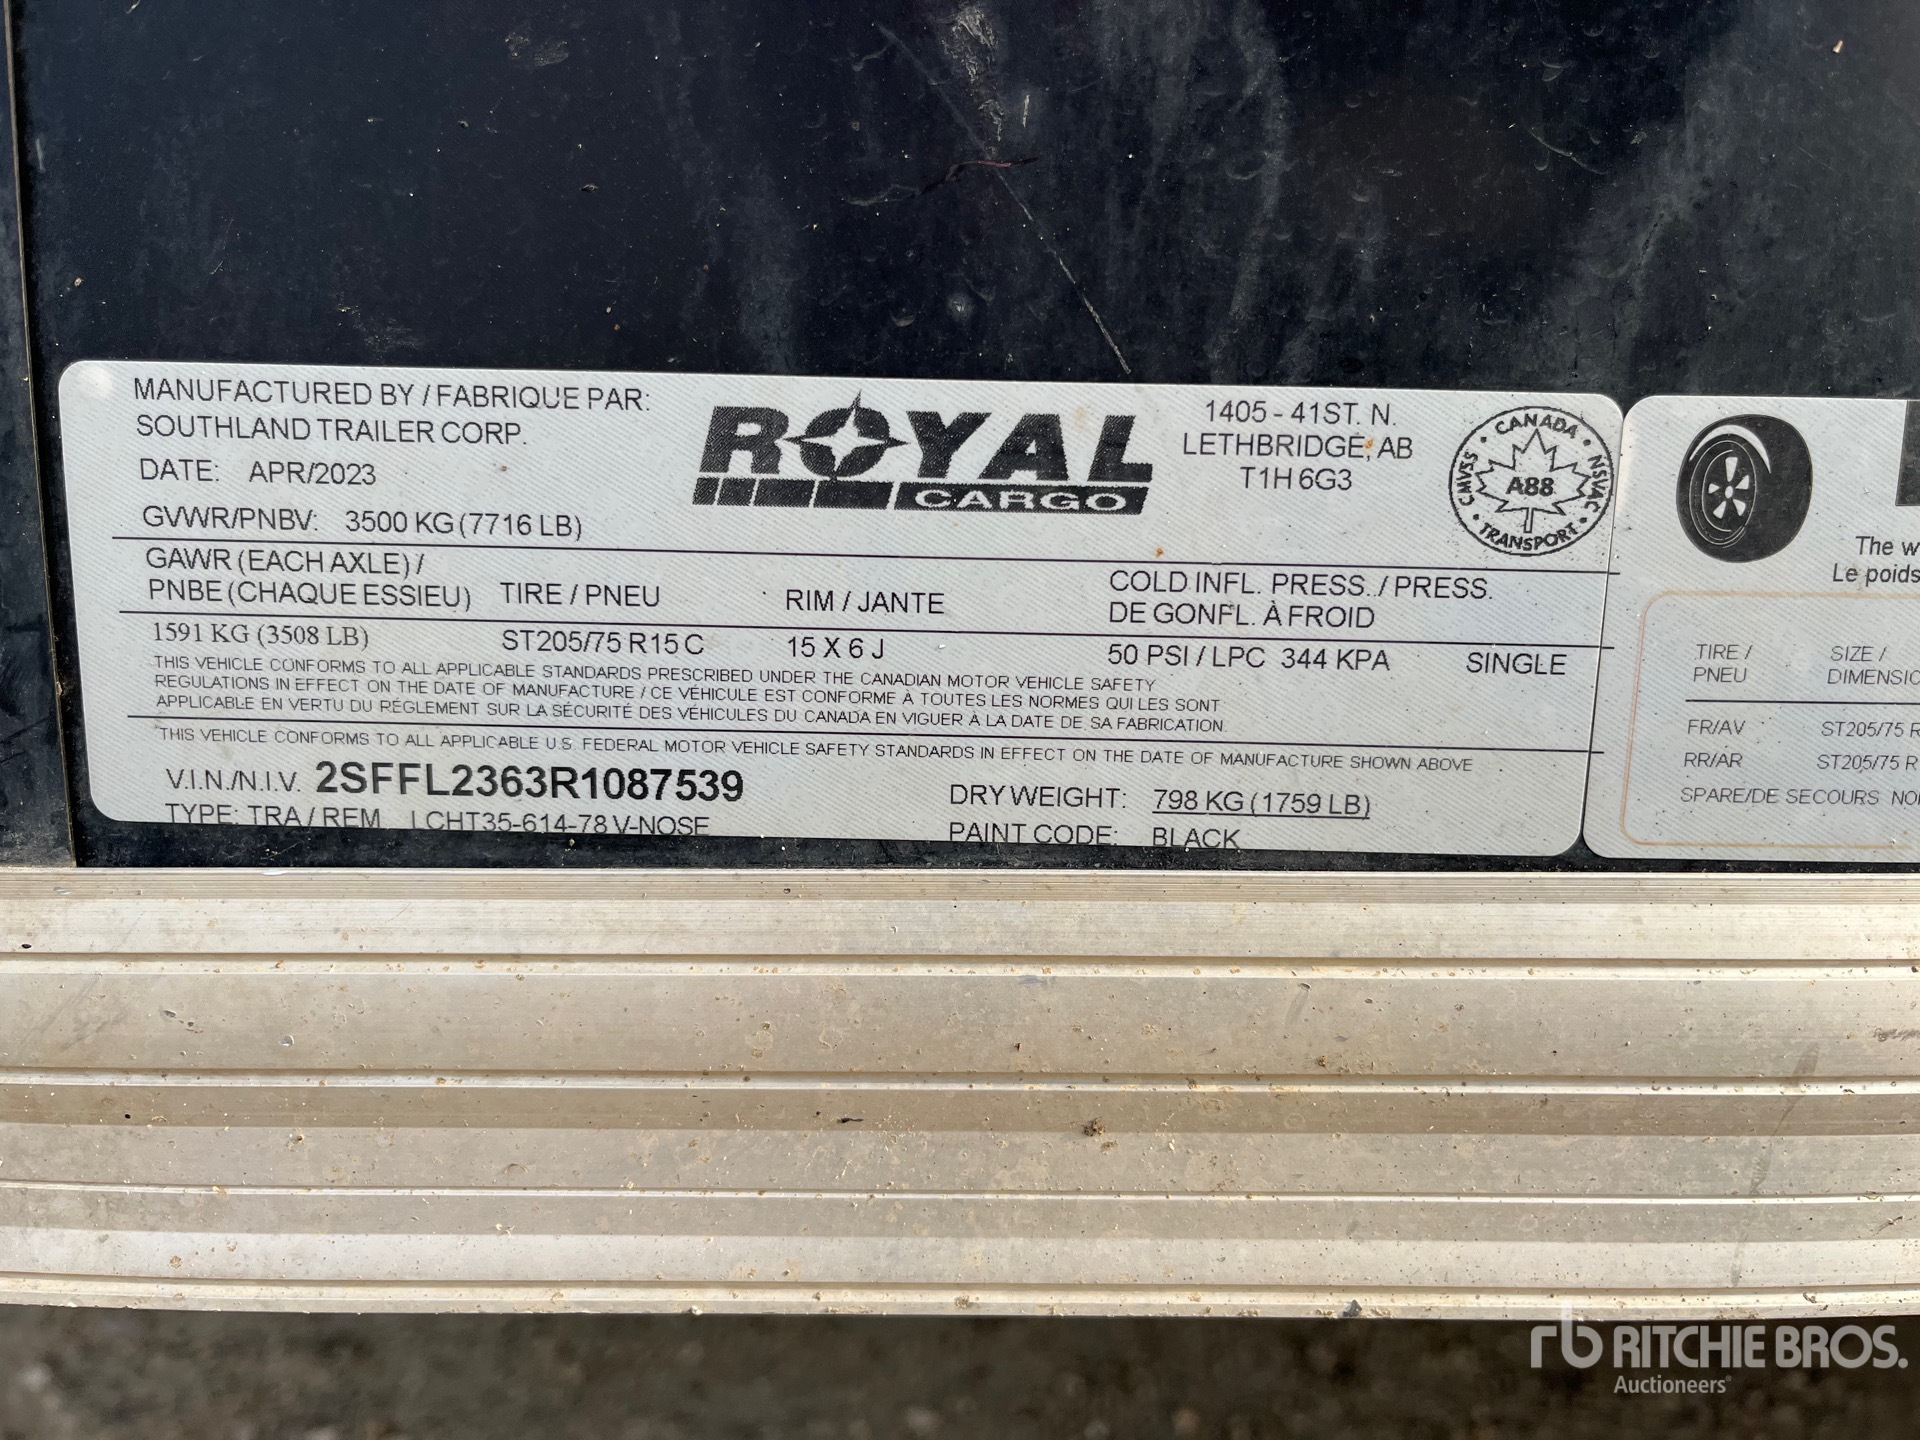 MANUFACTURED BY / FABRIQUE PAR:
SOUTHLAND TRAILER CORP.
DATE: APR/2023
GVWR/PNBV: 3500 KG (7716 LB)
ROYAL
CARGO
1405 - 41ST. N.
LETHBRIDGE, AB
T1H 6G3
CANADA
CMVSS
NSVAC
A88
TRANSPORT
GAWR (EACH AXLE) /
PNBE (CHAQUE ESSIEU) TIRE / PNEU RIM / JANTE COLD INFL. PRESS. / PRESS.
DE GONFL. À FROID
1591 KG (3508 LB) ST205/75 R15 C 15 X 6 J 50 PSI / LPC 344 KPA SINGLE
THIS VEHICLE CONFORMS TO ALL APPLICABLE STANDARDS PRESCRIBED UNDER THE CANADIAN MOTOR VEHICLE SAFETY
REGULATIONS IN EFFECT ON THE DATE OF MANUFACTURE / CE VÉHICULE EST CONFORME À TOUTES LES NORMES QUI LES SONT
APPLICABLE EN VERTU DU RÉGLEMENT SUR LA SÉCURITÉ DES VÉHICULES DU CANADA EN VIGUER À LA DATE DE SA FABRICATION.
THIS VEHICLE CONFORMS TO ALL APPLICABLE U.S. FEDERAL MOTOR VEHICLE SAFETY STANDARDS IN EFFECT ON THE DATE OF MANUFACTURE SHOWN ABOVE
V.I.N./N.I.V. 2SFFL2363R1087539
TYPE: TRA / REM LCHT35-614-78 V-NOSE
DRY WEIGHT: 798 KG (1759 LB)
PAINT CODE: BLACK
The w
Le poids
TIRE / SIZE /
PNEU DIMENSIO
FR/AV ST205/75 R
RR/AR ST205/75 R
SPARE/DE SECOURS NO
rb RITCHIE BROS.
Auctioneers